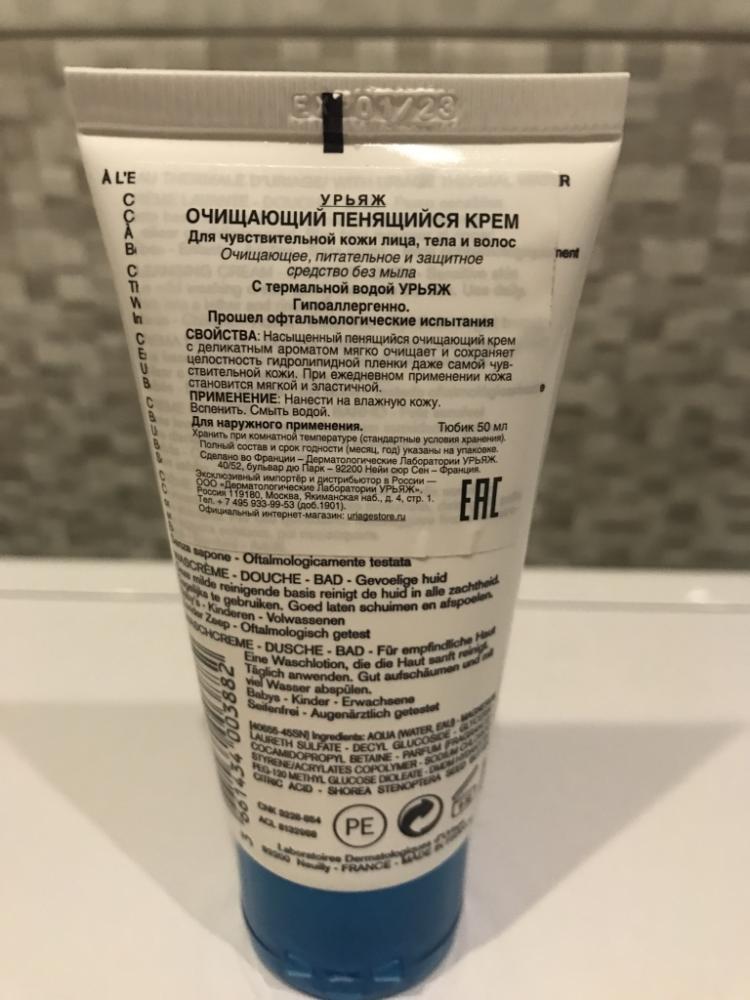 EXP 01/23
À L'E
R
УРЬЯЖ
ОЧИЩАЮЩИЙ ПЕНЯЩИЙСЯ КРЕМ
Для чувствительной кожи лица, тела и волос
Очищающее, питательное и защитное
средство без мыла
С термальной водой УРЬЯЖ
Гипоаллергенно.
Прошел офтальмологические испытания
СВОЙСТВА: Насыщенный пенящийся очищающий крем
с деликатным ароматом мягко очищает и сохраняет
целостность гидролипидной пленки даже самой чув-
ствительной кожи. При ежедневном применении кожа
становится мягкой и эластичной.
ПРИМЕНЕНИЕ: Нанести на влажную кожу.
Вспенить. Смыть водой.
Для наружного применения. Тюбик 50 мл
Хранить при комнатной температуре (стандартные условия хранения).
Полный состав и срок годности (месяц, год) указаны на упаковке.
Сделано во Франции – Дерматологические Лаборатории УРЬЯЖ.
40/52, бульвар дю Парк – 92200 Нейи сюр Сен – Франция.
Эксклюзивный импортёр и дистрибьютор в России –
ООО «Дерматологические Лаборатории УРЬЯЖ».
Россия 119180, Москва, Якиманская наб., д. 4, стр. 1.
Тел. + 7 495 933-99-53 (доб.1901).
Официальный интернет-магазин: uriagestore.ru
EAC
sapone - Oftalmologicamente testata
- DOUCHE - BAD - Gevoelige huid
milde reinigende basis reinigt de huid in alle zachtheid.
te gebruiken. Goed laten schuimen en afspoelen.
- Kinderen - Volwassenen
Zeep - Oftalmologisch getest
- DUSCHE - BAD - Für empfindliche Haut
Eine Waschlotion, die die Haut sanft reinigt.
Täglich anwenden. Gut aufschäumen und mit
viel Wasser abspülen.
Babys - Kinder - Erwachsene
Seifenfrei - Augenärztlich getestet
Ingredients: AQUA (WATER, EAU) -
LAURETH SULFATE - DECYL GLUCOSIDE -
COCAMIDOPROPYL BETAINE - PARFUM
STYRENE/ACRYLATES COPOLYMER - SODIUM
PEG-120 METHYL GLUCOSE DIOLEATE -
CITRIC ACID - SHOREA STENOPTERA SEED
PE
Laboratoires Dermatologiques
92200 Neuilly - FRANCE - MADE